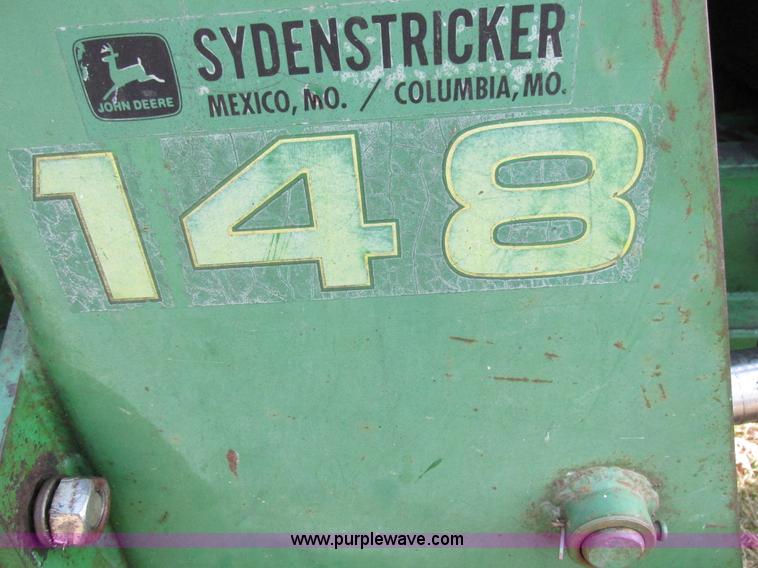 JOHN DEERE
SYDENSTRICKER
MEXICO, MO. / COLUMBIA, MO.
148
www.purplewave.com